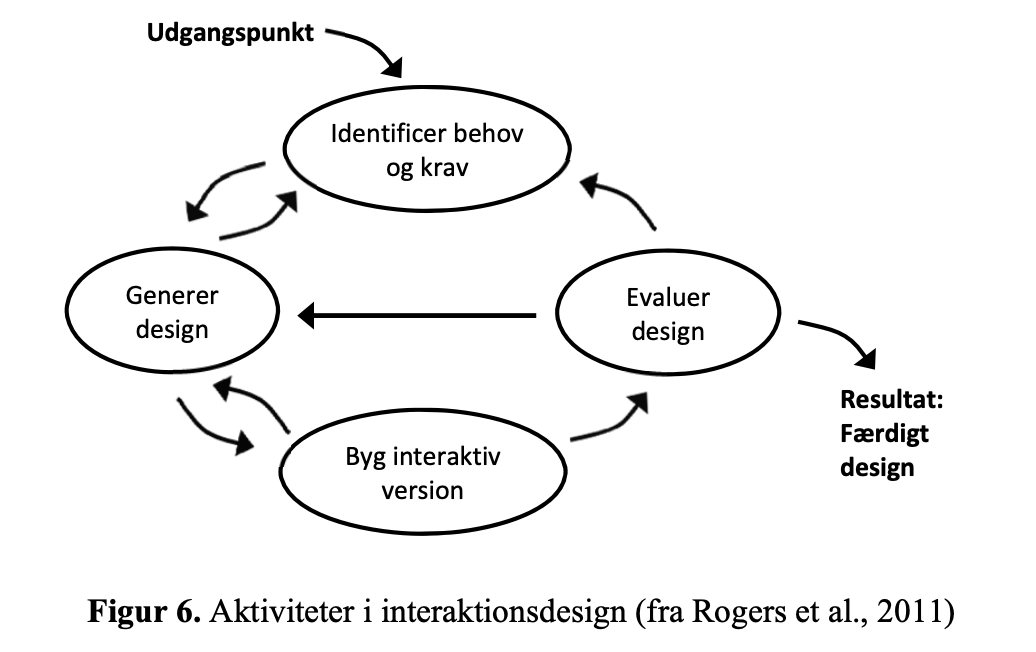 Udgangspunkt
Identificer behov
og krav
Generer
design
Evaluer
design
Byg interaktiv
version
Resultat:
Færdigt
design
Figur 6. Aktiviteter i interaktionsdesign (fra Rogers et al., 2011)